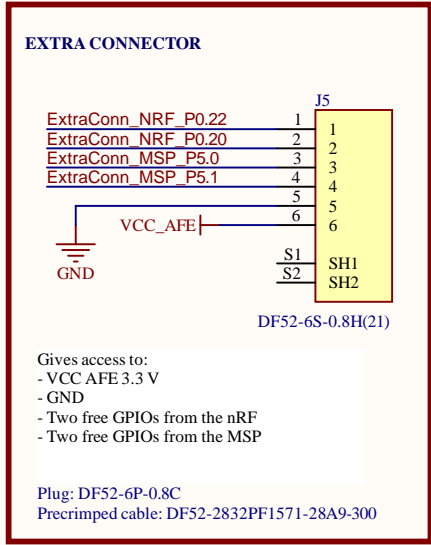 EXTRA CONNECTOR
J5
ExtraConn_NRF_P0.22 1 1
ExtraConn_NRF_P0.20 2 2
ExtraConn_MSP_P5.0 3 3
ExtraConn_MSP_P5.1 4 4
5 5
VCC_AFE 6 6
GND
S1 SH1
S2 SH2
DF52-6S-0.8H(21)
Gives access to:
- VCC AFE 3.3 V
- GND
- Two free GPIOs from the nRF
- Two free GPIOs from the MSP
Plug: DF52-6P-0.8C
Precrimped cable: DF52-2832PF1571-28A9-300